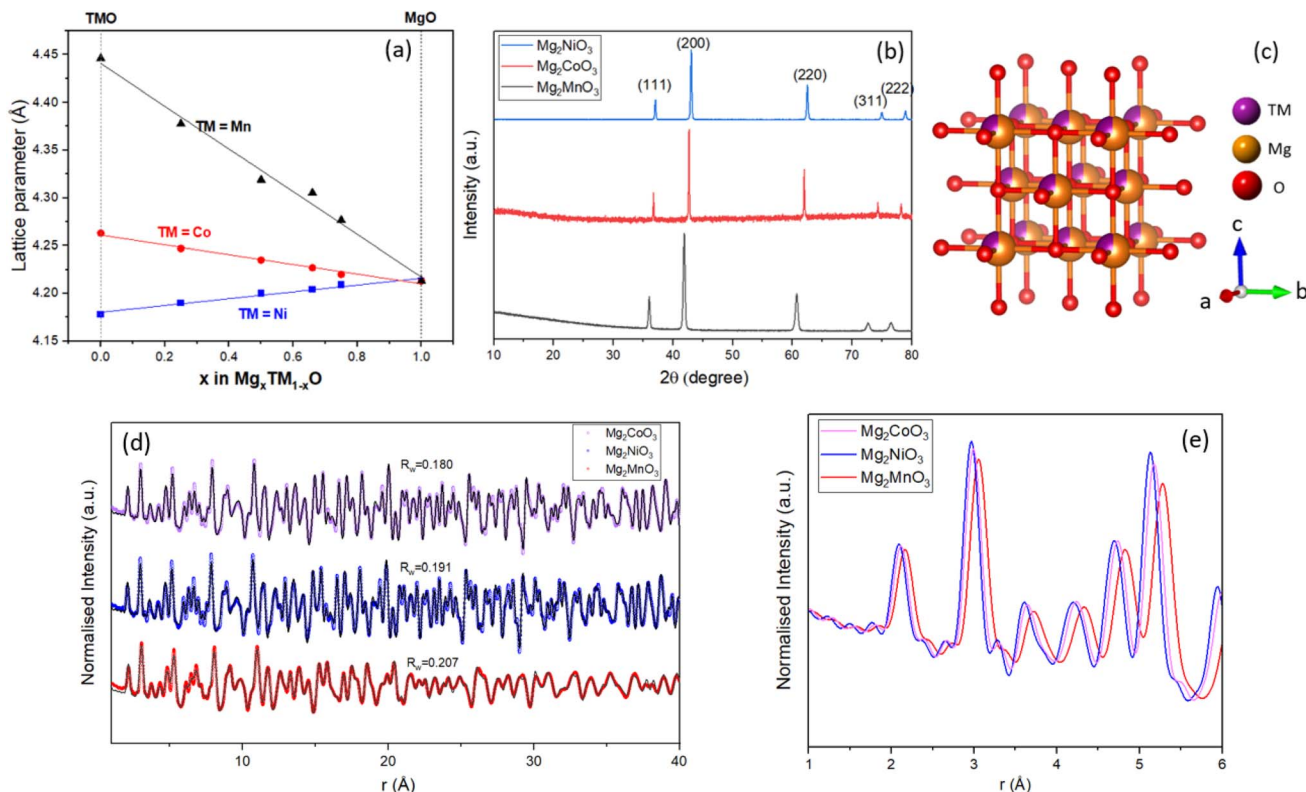 TMO
MgO
(a)
4.45
4.40
4.35
4.30
4.25
4.20
4.15
Lattice parameter (Å)
TM = Mn
TM = Co
TM = Ni
0.0 0.2 0.4 0.6 0.8 1.0
x in MgₓTM₁₋ₓO
(b)
Mg₂NiO₃
Mg₂CoO₃
Mg₂MnO₃
(111)
(200)
(220)
(311)
(222)
Intensity (a.u.)
10 20 30 40 50 60 70 80
2θ (degree)
(c)
TM
Mg
O
c
a
b
(d)
Mg₂CoO₃
Mg₂NiO₃
Mg₂MnO₃
R_w=0.180
R_w=0.191
R_w=0.207
Normalised Intensity (a.u.)
10 20 30 40
r (Å)
(e)
Mg₂CoO₃
Mg₂NiO₃
Mg₂MnO₃
Normalised Intensity (a.u.)
1 2 3 4 5 6
r (Å)